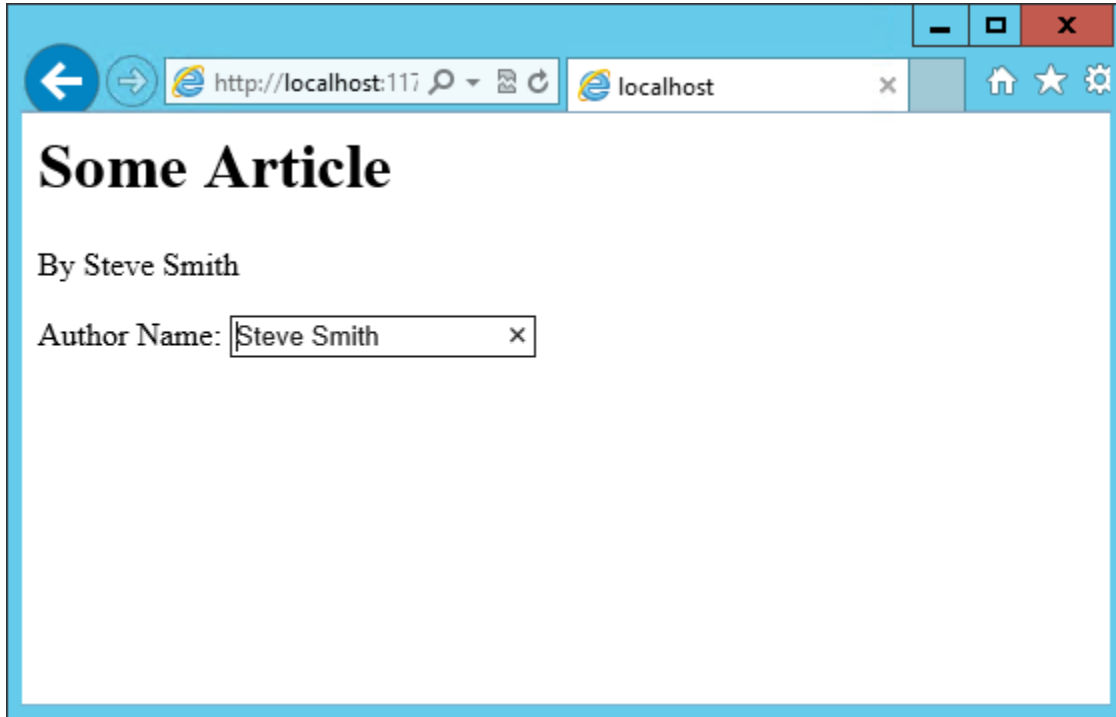 http://localhost:117
localhost
Some Article
By Steve Smith
Author Name: Steve Smith